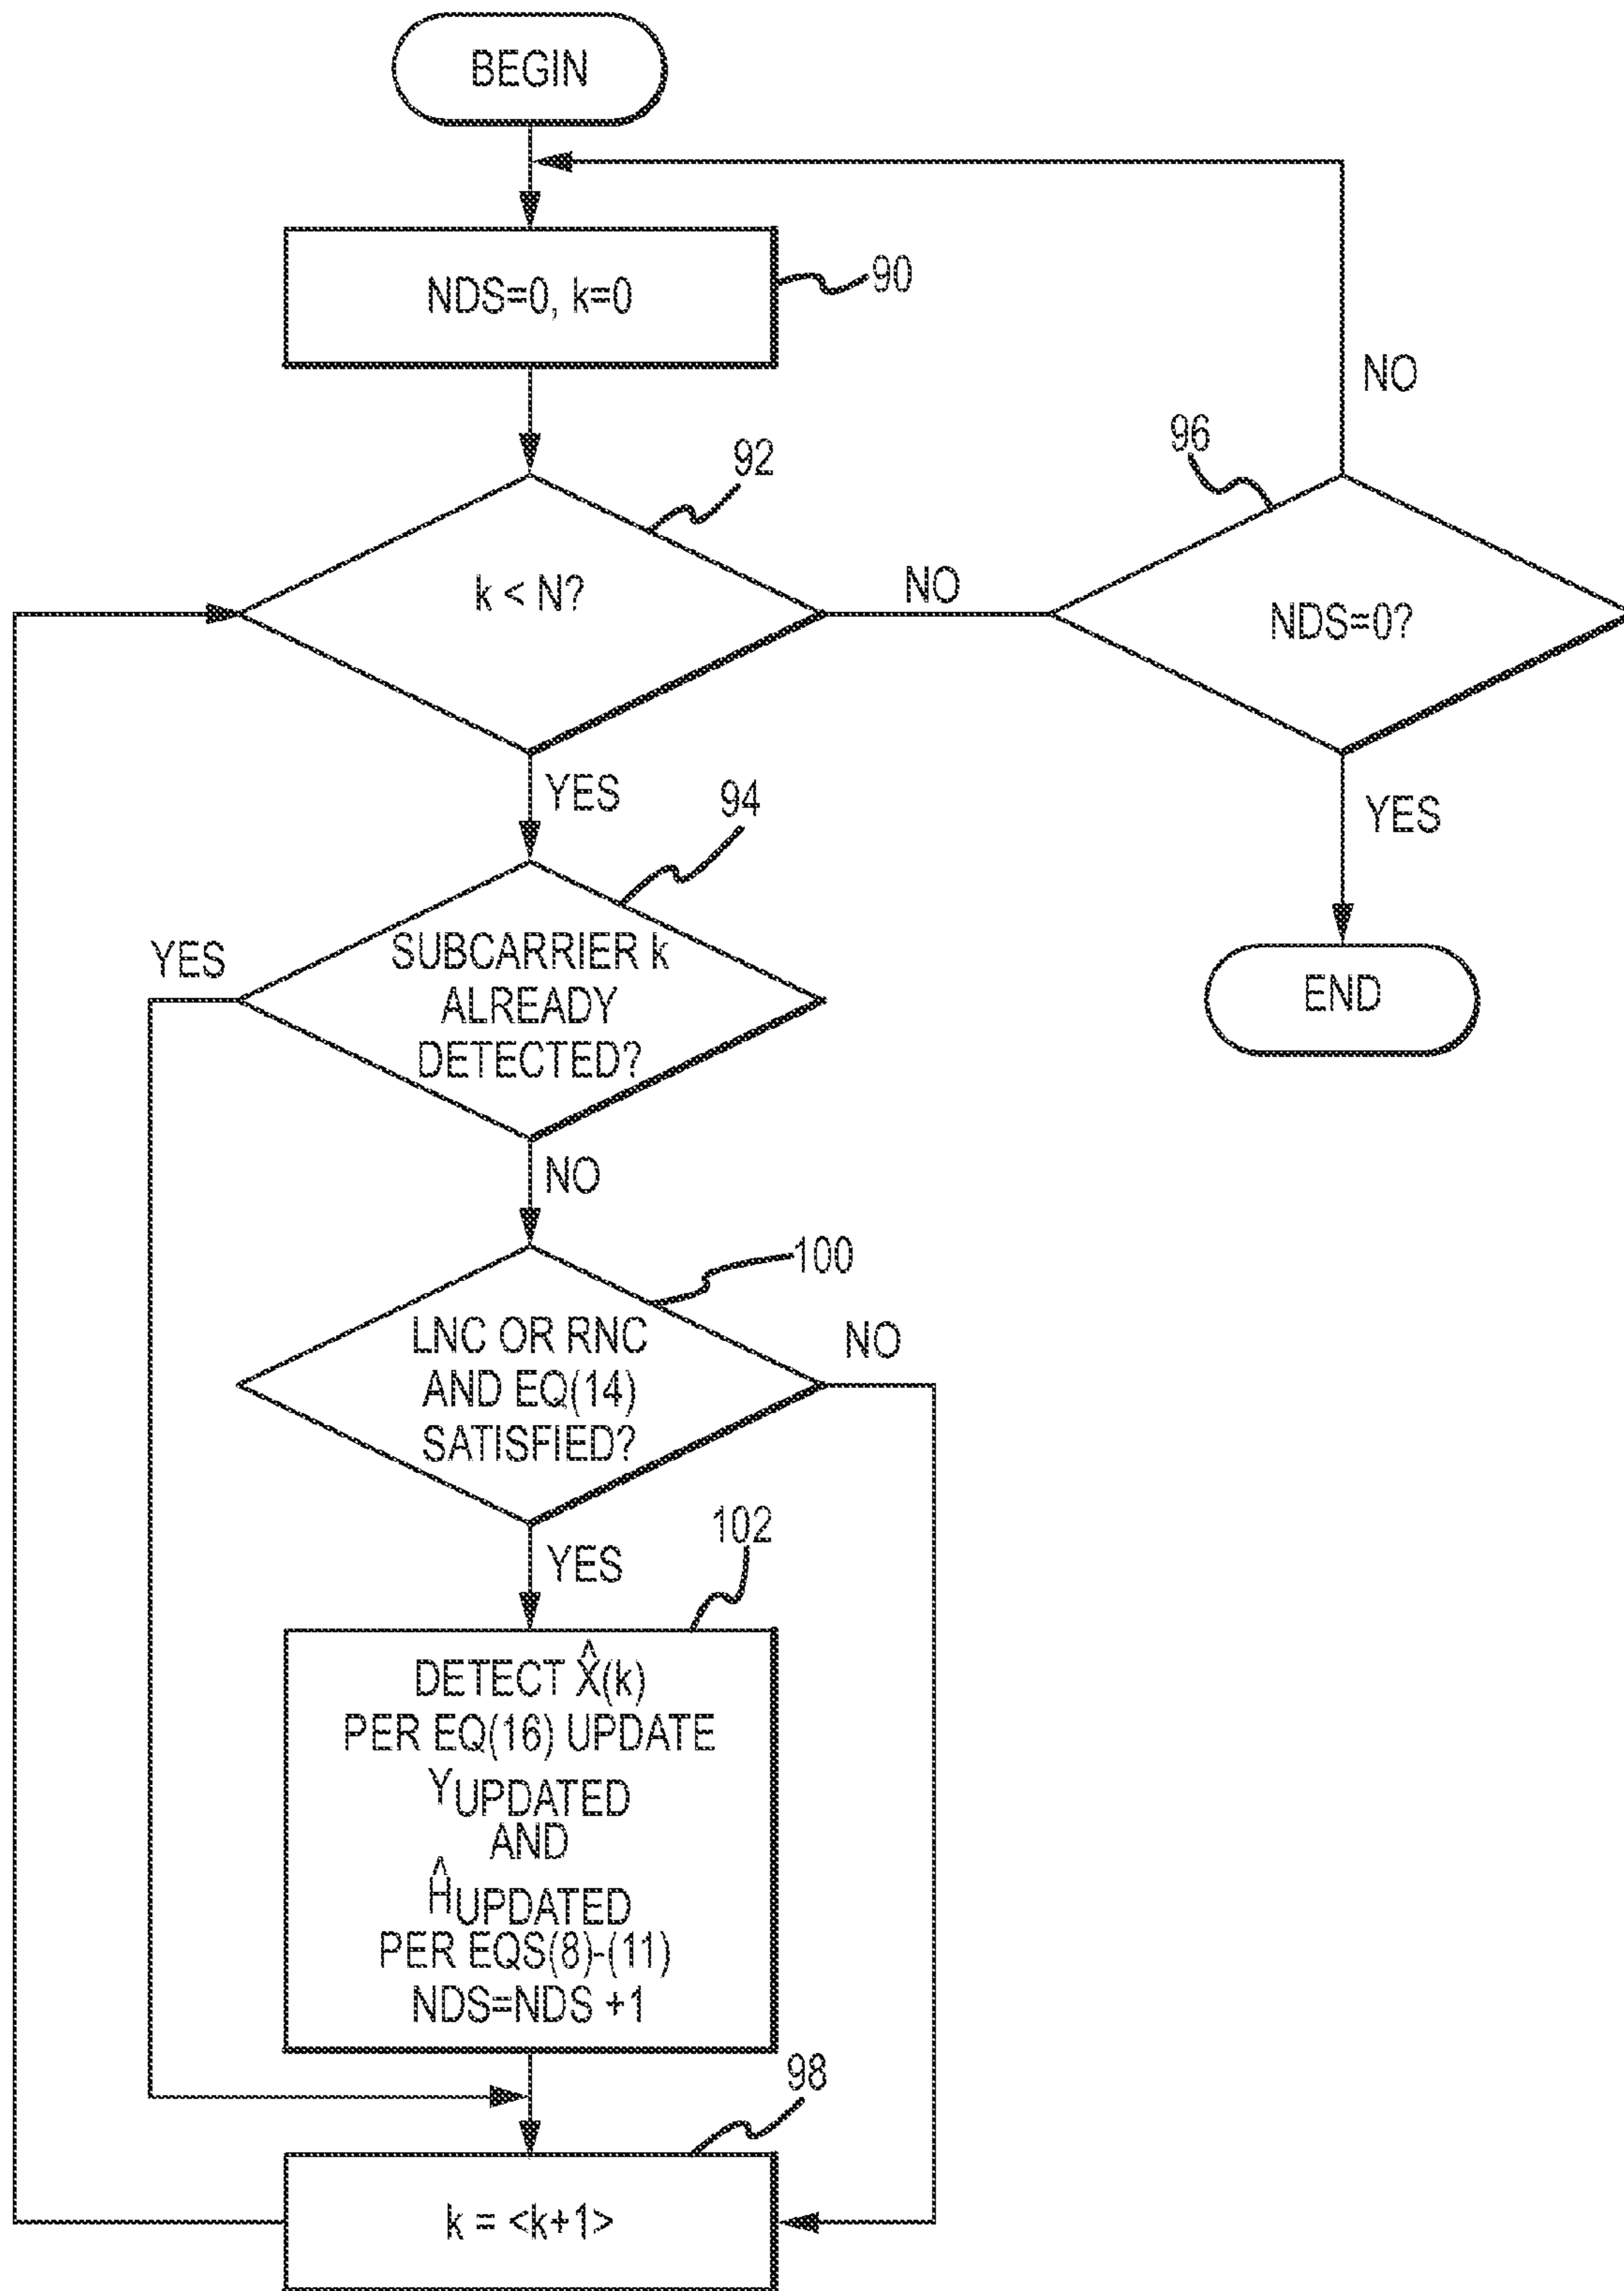 BEGIN
NDS=0, k=0
90
NO
92
96
k < N?
NO
NDS=0?
YES
94
YES
YES
SUBCARRIER k
ALREADY
DETECTED?
END
NO
100
LNC OR RNC
AND EQ(14)
SATISFIED?
NO
102
YES
DETECT X̂(k)
PER EQ(16) UPDATE
YUPDATED
AND
ĤUPDATED
PER EQS(8)-(11)
NDS=NDS +1
98
k = <k+1>